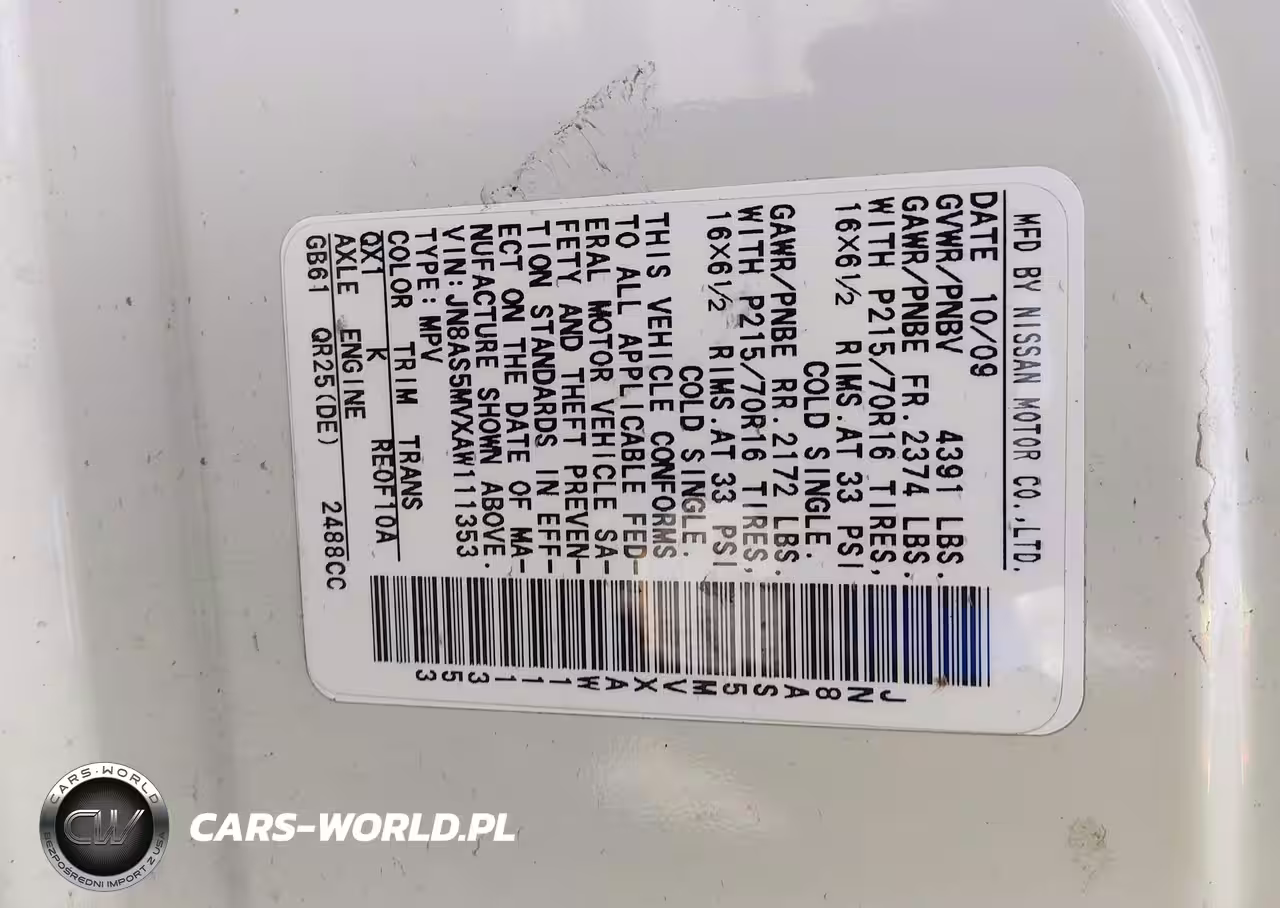 MFD BY NISSAN MOTOR CO.,LTD.
DATE 10/09
GVWR/PNBV 4391 LBS.
GAWR/PNBE FR.2374 LBS.
WITH P215/70R16 TIRES,
16X6½ RIMS.AT 33 PSI
COLD SINGLE.
GAWR/PNBE RR.2172 LBS.
WITH P215/70R16 TIRES,
16X6½ RIMS.AT 33 PSI
COLD SINGLE.
THIS VEHICLE CONFORMS
TO ALL APPLICABLE FED-
ERAL MOTOR VEHICLE SA-
FETY AND THEFT PREVEN-
TION STANDARDS IN EFF-
ECT ON THE DATE OF MA-
NUFACTURE SHOWN ABOVE.
VIN:JN8AS5MVXAW111353
TYPE:MPV
COLOR TRIM TRANS
QX1 K RE0F10A
AXLE ENGINE
GB61 QR25(DE) 2488CC
JN8AS5MVXAW111353
CARS-WORLD
CW
BEZPOŚREDNI IMPORT Z USA
CARS-WORLD.PL